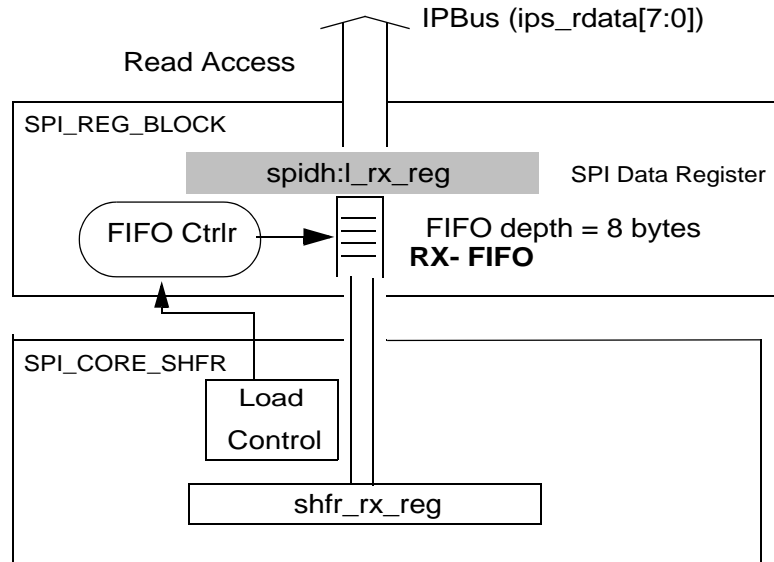 IPBus (ips_rdata[7:0])
Read Access
SPI_REG_BLOCK
spidh:l_rx_reg
SPI Data Register
FIFO Ctrlr
FIFO depth = 8 bytes
RX- FIFO
SPI_CORE_SHFR
Load
Control
shfr_rx_reg